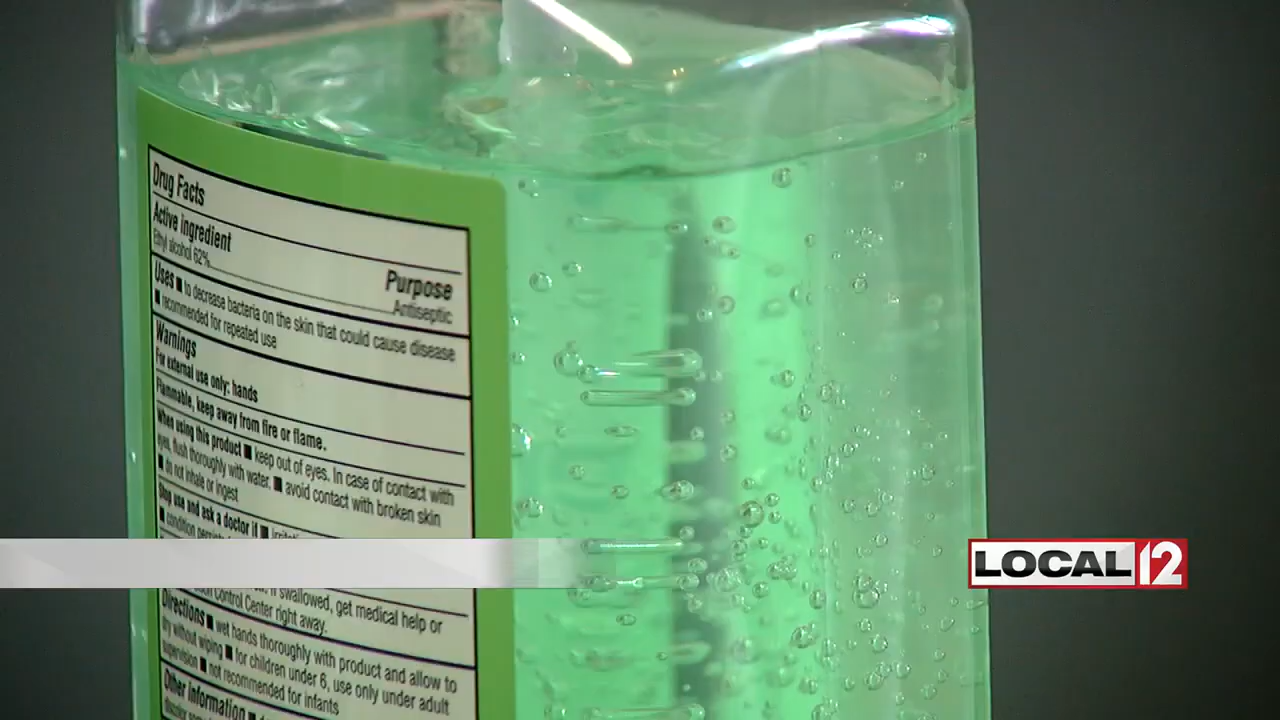 Drug Facts
Active ingredient
Purpose
Ethyl alcohol 62%
Antiseptic
Uses ■ to decrease bacteria on the skin that could cause disease
■ recommended for repeated use
Warnings
For external use only: hands
Flammable, keep away from fire or flame.
When using this product ■ keep out of eyes. In case of contact with
eyes, flush thoroughly with water. ■ avoid contact with broken skin
■ do not inhale or ingest
Stop use and ask a doctor if ■
■ condition
swallowed, get medical help or
Control Center right away.
Directions ■ wet hands thoroughly with product and allow to
dry without wiping ■ for children under 6, use only under adult
supervision ■ not recommended for infants
Other information ■
LOCAL 12